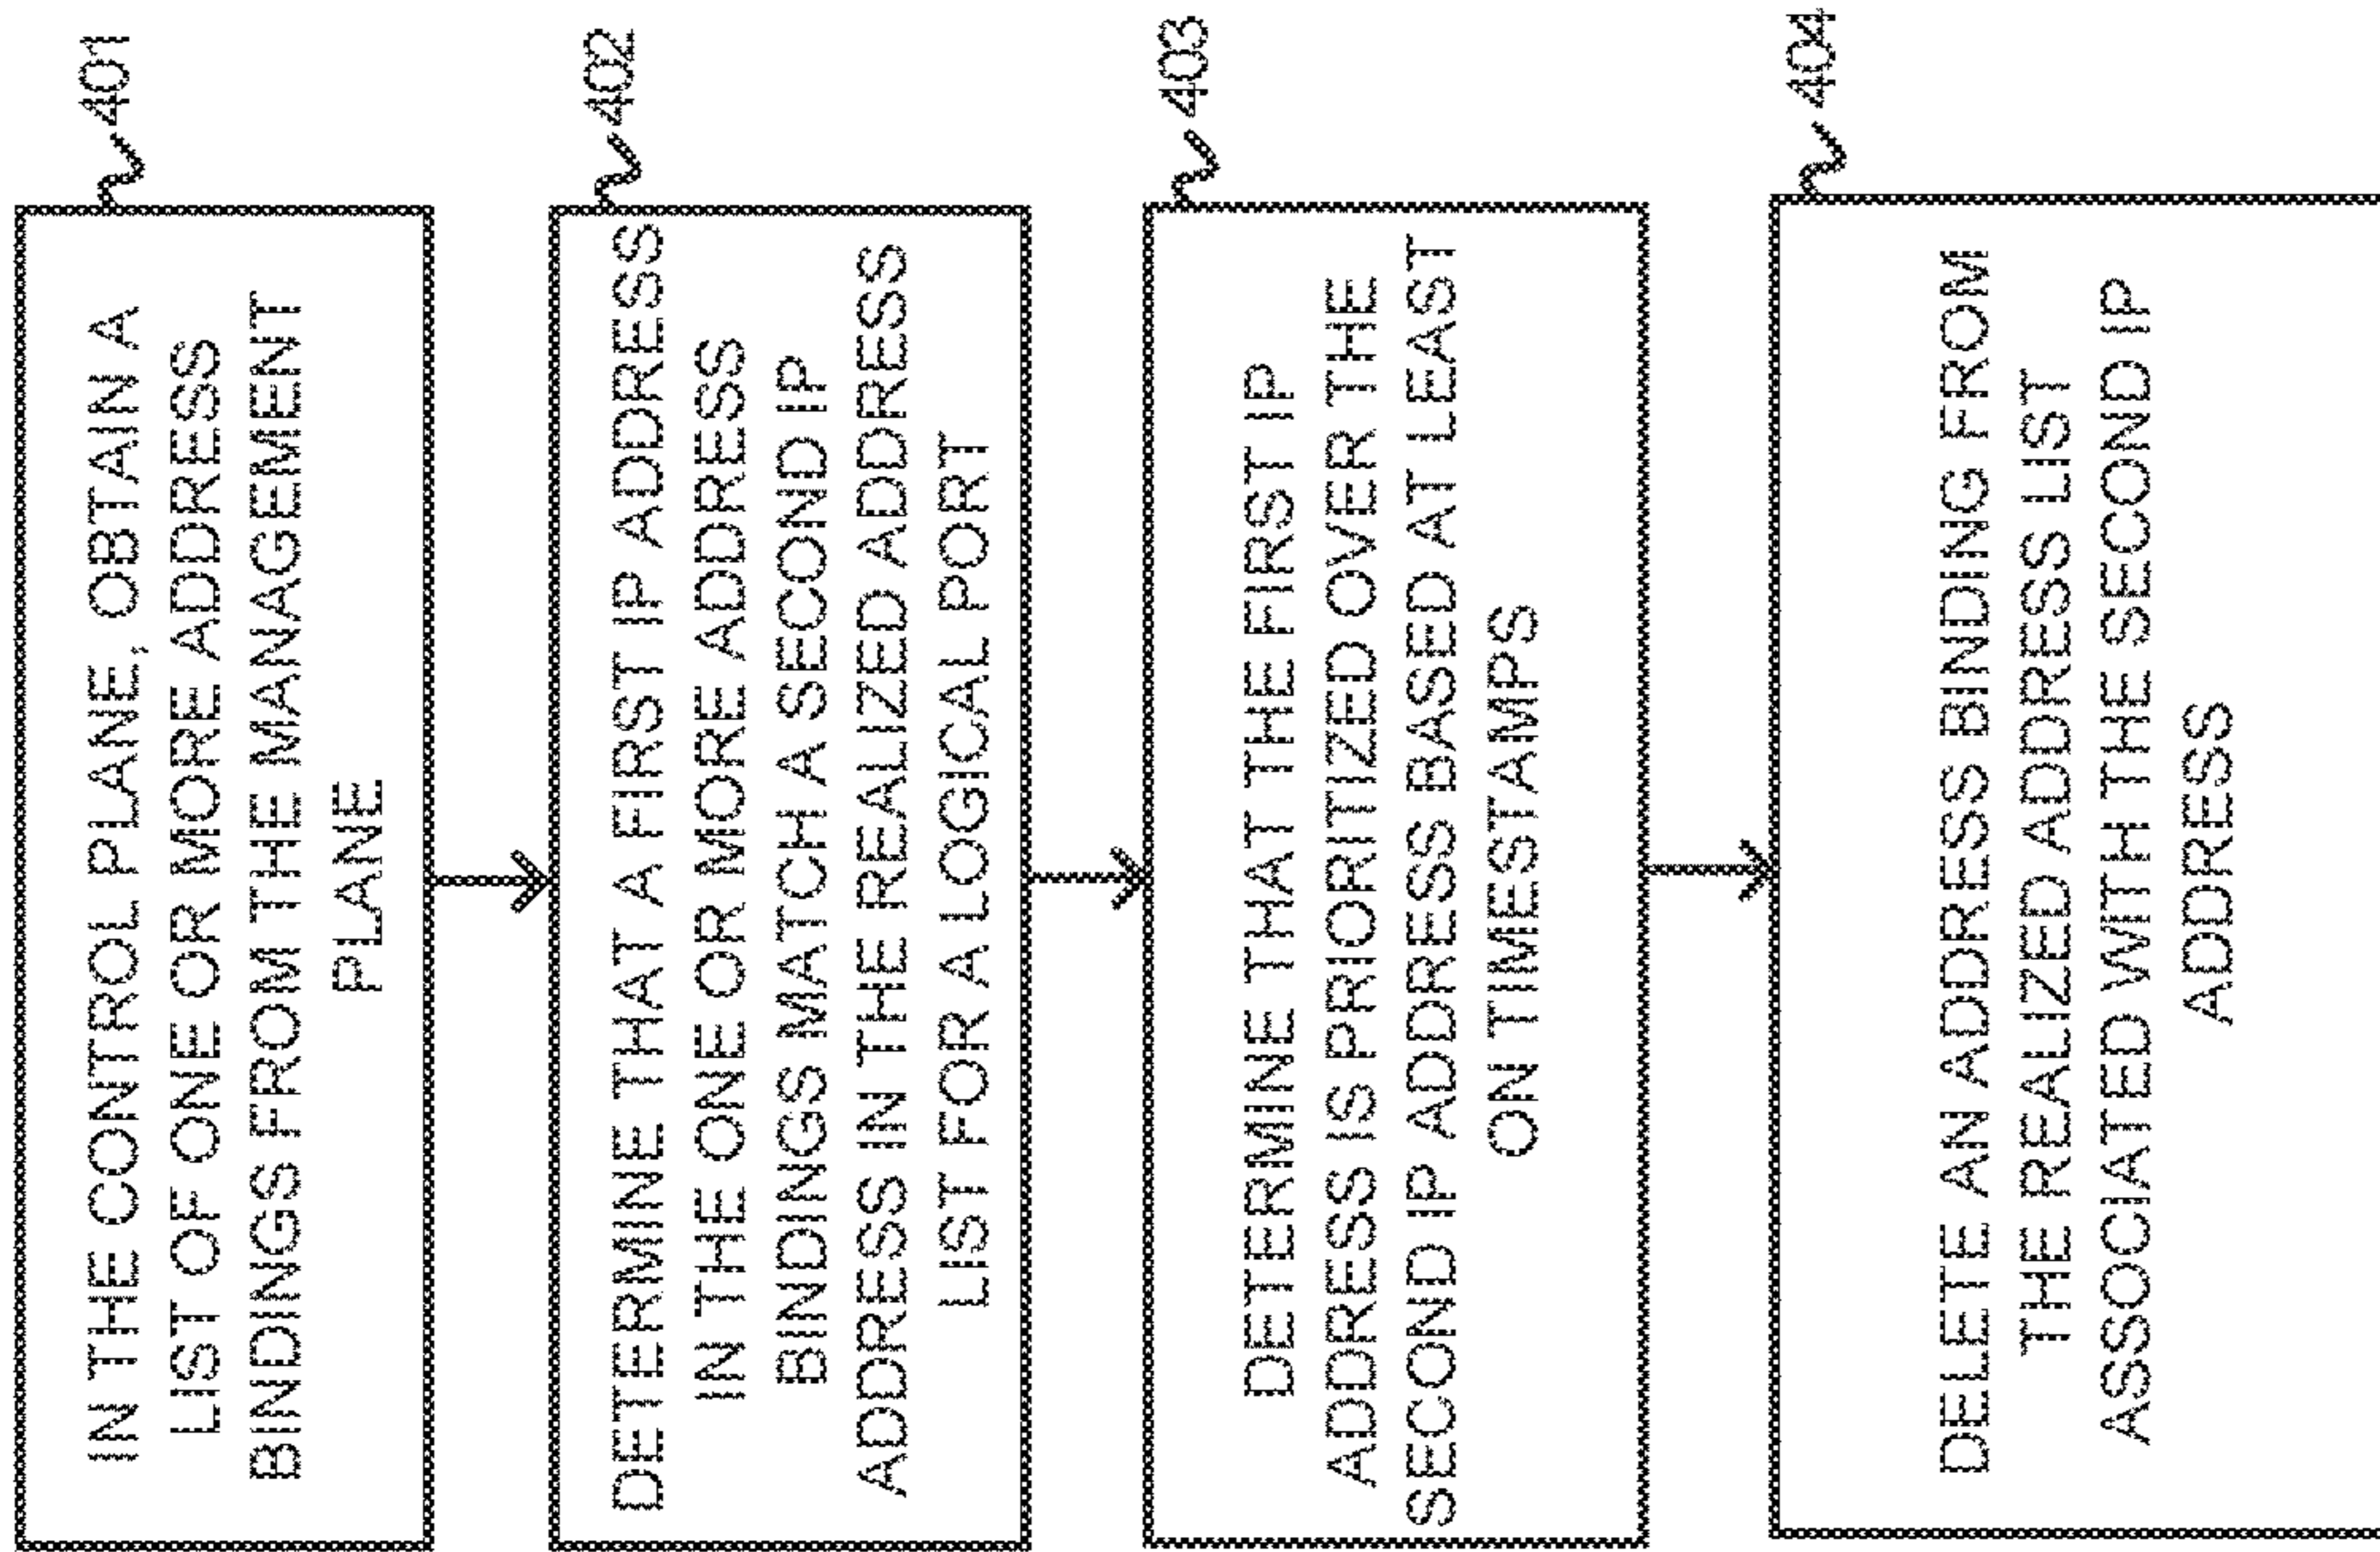 401
IN THE CONTROL PLANE, OBTAIN A
LIST OF ONE OR MORE ADDRESS
BINDINGS FROM THE MANAGEMENT
PLANE
402
DETERMINE THAT A FIRST IP ADDRESS
IN THE ONE OR MORE ADDRESS
BINDINGS MATCH A SECOND IP
ADDRESS IN THE REALIZED ADDRESS
LIST FOR A LOGICAL PORT
403
DETERMINE THAT THE FIRST IP
ADDRESS IS PRIORITIZED OVER THE
SECOND IP ADDRESS BASED AT LEAST
ON TIMESTAMPS
404
DELETE AN ADDRESS BINDING FROM
THE REALIZED ADDRESS LIST
ASSOCIATED WITH THE SECOND IP
ADDRESS